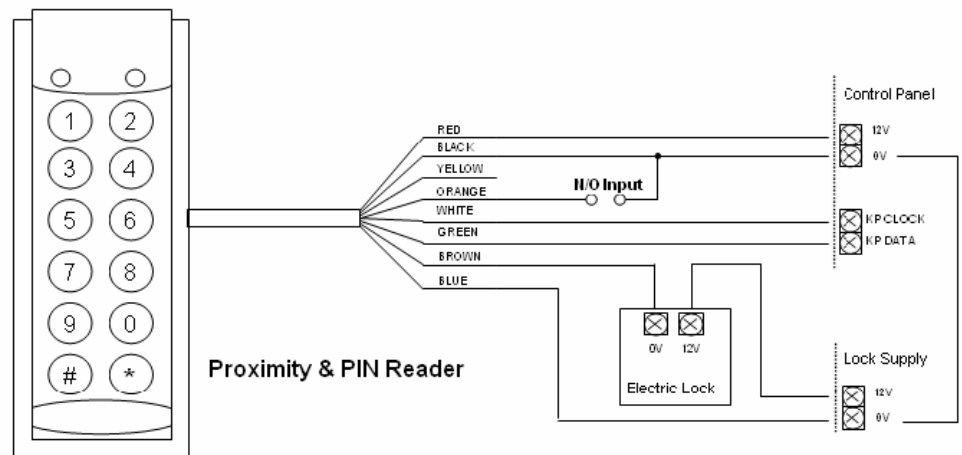 1 2
3 4
5 6
7 8
9 0
# *
Proximity & PIN Reader
RED
BLACK
YELLOW
ORANGE
WHITE
GREEN
BROWN
BLUE
N/O Input
Control Panel
12V
0V
KP CLOCK
KP DATA
0V 12V
Electric Lock
Lock Supply
12V
0V